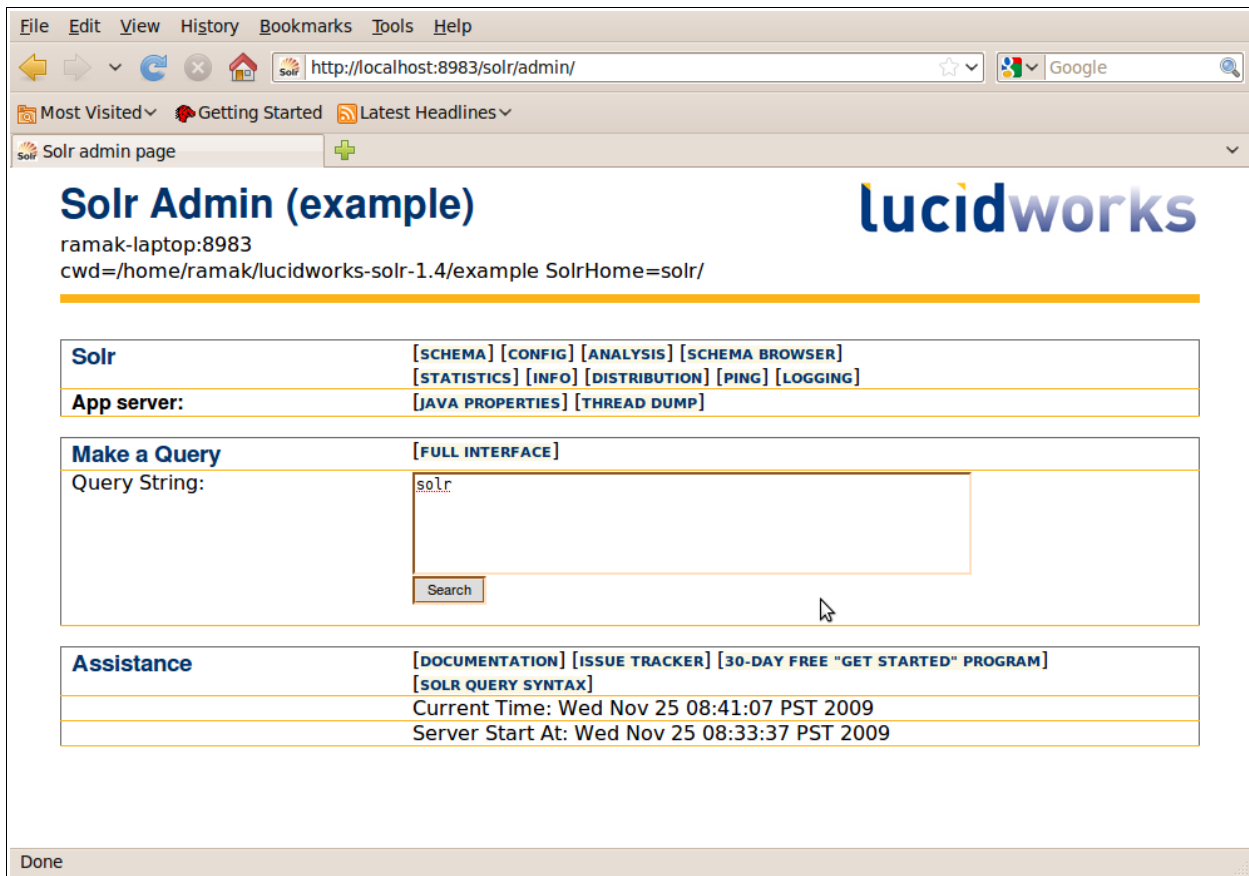 File Edit View History Bookmarks Tools Help
Solr http://localhost:8983/solr/admin/ Google
Most Visited Getting Started Latest Headlines
Solr Solr admin page
Solr Admin (example)
lucidworks
ramak-laptop:8983
cwd=/home/ramak/lucidworks-solr-1.4/example SolrHome=solr/
Solr [SCHEMA] [CONFIG] [ANALYSIS] [SCHEMA BROWSER]
[STATISTICS] [INFO] [DISTRIBUTION] [PING] [LOGGING]
App server: [JAVA PROPERTIES] [THREAD DUMP]
Make a Query [FULL INTERFACE]
Query String: solr
Search
Assistance [DOCUMENTATION] [ISSUE TRACKER] [30-DAY FREE "GET STARTED" PROGRAM]
[SOLR QUERY SYNTAX]
Current Time: Wed Nov 25 08:41:07 PST 2009
Server Start At: Wed Nov 25 08:33:37 PST 2009
Done